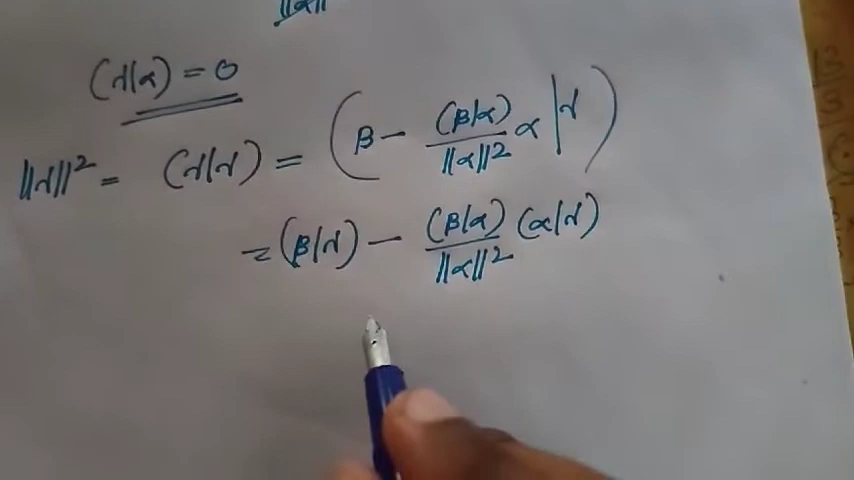 ‖α‖
(γ|α) = 0
‖γ‖² = (γ|γ) = (β - (β|α)/‖α‖² α | γ)
= (β|γ) - (β|α)/‖α‖² (α|γ)